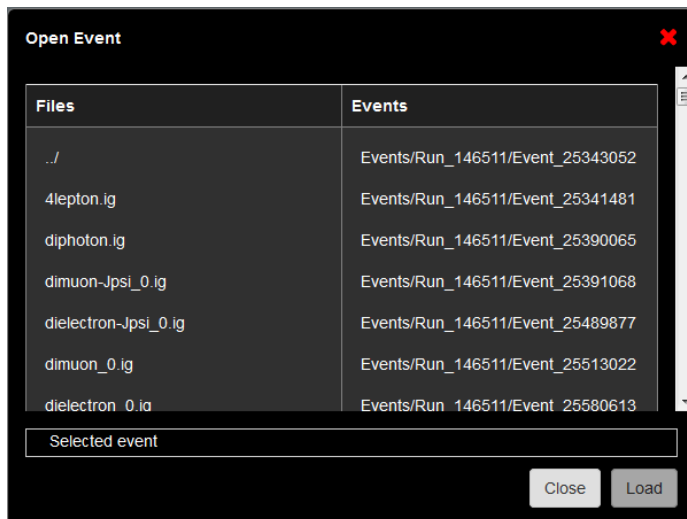 Open Event
Files Events
../ Events/Run_146511/Event_25343052
4lepton.ig Events/Run_146511/Event_25341481
diphoton.ig Events/Run_146511/Event_25390065
dimuon-Jpsi_0.ig Events/Run_146511/Event_25391068
dielectron-Jpsi_0.ig Events/Run_146511/Event_25489877
dimuon_0.ig Events/Run_146511/Event_25513022
dielectron_0.ig Events/Run_146511/Event_25580613
Selected event
Close Load